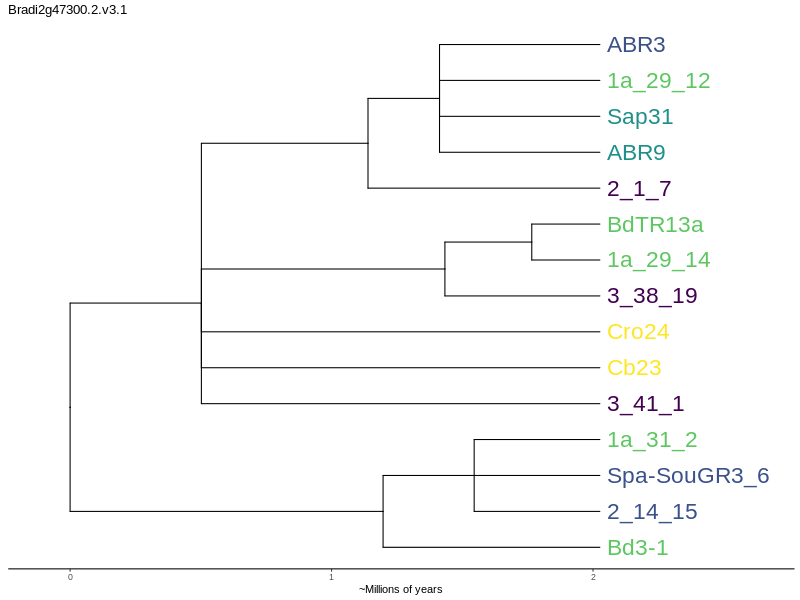 Bradi2g47300.2.v3.1
ABR3
1a_29_12
Sap31
ABR9
2_1_7
BdTR13a
1a_29_14
3_38_19
Cro24
Cb23
3_41_1
1a_31_2
Spa-SouGR3_6
2_14_15
Bd3-1
0 1 2
~Millions of years